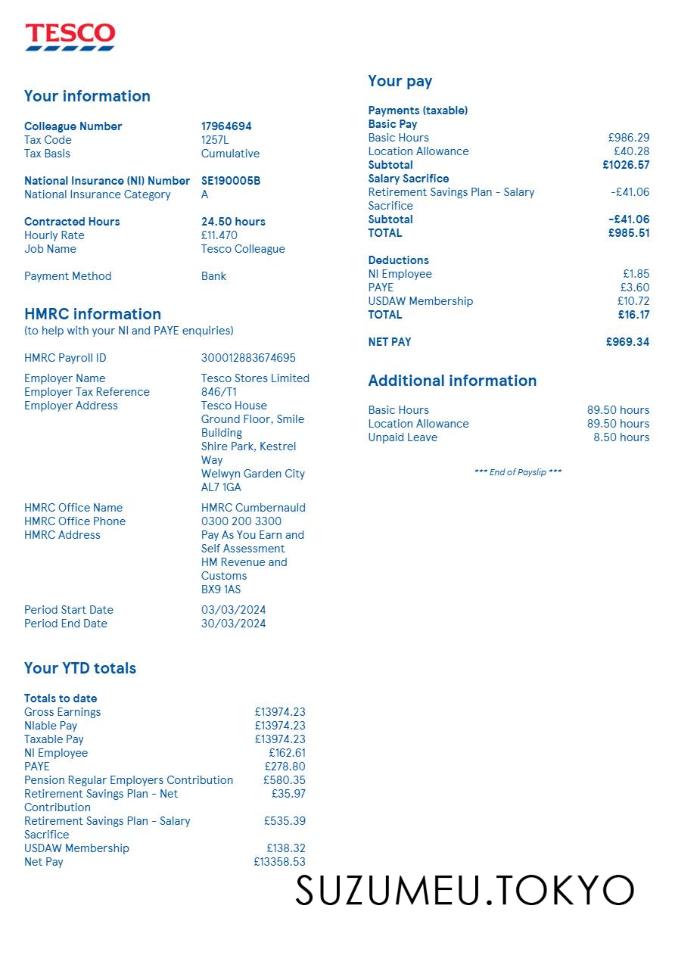 TESCO
Your information
Colleague Number 17964694
Tax Code 1257L
Tax Basis Cumulative
National Insurance (NI) Number SE190005B
National Insurance Category A
Contracted Hours 24.50 hours
Hourly Rate £11.470
Job Name Tesco Colleague
Payment Method Bank
HMRC information
(to help with your NI and PAYE enquiries)
HMRC Payroll ID 300012883674695
Employer Name Tesco Stores Limited
Employer Tax Reference 846/T1
Employer Address Tesco House
Ground Floor, Smile
Building
Shire Park, Kestrel
Way
Welwyn Garden City
AL7 1GA
HMRC Office Name HMRC Cumbernauld
HMRC Office Phone 0300 200 3300
HMRC Address Pay As You Earn and
Self Assessment
HM Revenue and
Customs
BX9 1AS
Period Start Date 03/03/2024
Period End Date 30/03/2024
Your YTD totals
Totals to date
Gross Earnings £13974.23
NIable Pay £13974.23
Taxable Pay £13974.23
NI Employee £162.61
PAYE £278.80
Pension Regular Employers Contribution £580.35
Retirement Savings Plan - Net £35.97
Contribution
Retirement Savings Plan - Salary £535.39
Sacrifice
USDAW Membership £138.32
Net Pay £13358.53
Your pay
Payments (taxable)
Basic Pay
Basic Hours £986.29
Location Allowance £40.28
Subtotal £1026.57
Salary Sacrifice
Retirement Savings Plan - Salary -£41.06
Sacrifice
Subtotal -£41.06
TOTAL £985.51
Deductions
NI Employee £1.85
PAYE £3.60
USDAW Membership £10.72
TOTAL £16.17
NET PAY £969.34
Additional information
Basic Hours 89.50 hours
Location Allowance 89.50 hours
Unpaid Leave 8.50 hours
*** End of Payslip ***
SUZUMEU.TOKYO